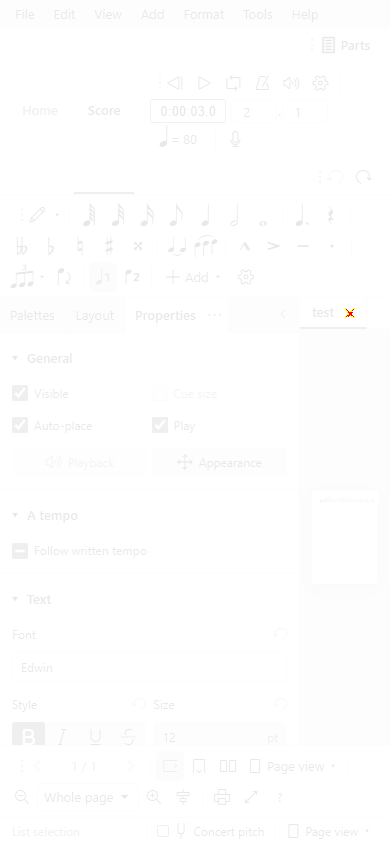 File Edit View Add Format Tools Help
Parts
Home Score
0:00:03.0 2 . 1
= 80
Add
Palettes Layout Properties
test
General
Visible Cue size
Auto-place Play
Playback Appearance
A tempo
Follow written tempo
Text
Font
Edwin
Style Size
B I U S 12 pt
1 / 1 Page view
Whole page ?
List selection Concert pitch Page view